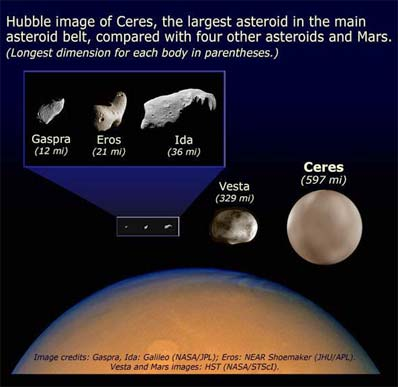 Hubble image of Ceres, the largest asteroid in the main
asteroid belt, compared with four other asteroids and Mars.
(Longest dimension for each body in parentheses.)
Gaspra
(12 mi)
Eros
(21 mi)
Ida
(36 mi)
Vesta
(329 mi)
Ceres
(597 mi)
Image credits: Gaspra, Ida: Galileo (NASA/JPL); Eros: NEAR Shoemaker (JHU/APL).
Vesta and Mars images: HST (NASA/STScI).